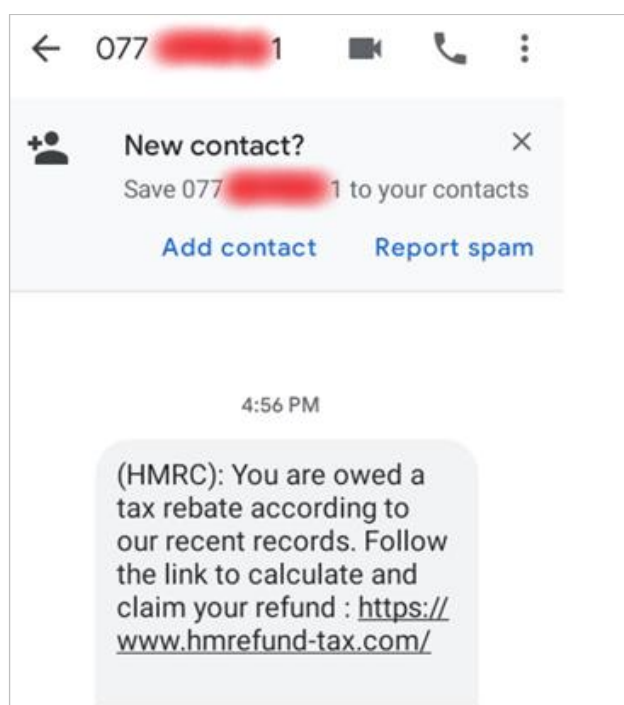 077 1
New contact?
Save 077 1 to your contacts
Add contact Report spam
4:56 PM
(HMRC): You are owed a
tax rebate according to
our recent records. Follow
the link to calculate and
claim your refund : https://
www.hmrefund-tax.com/